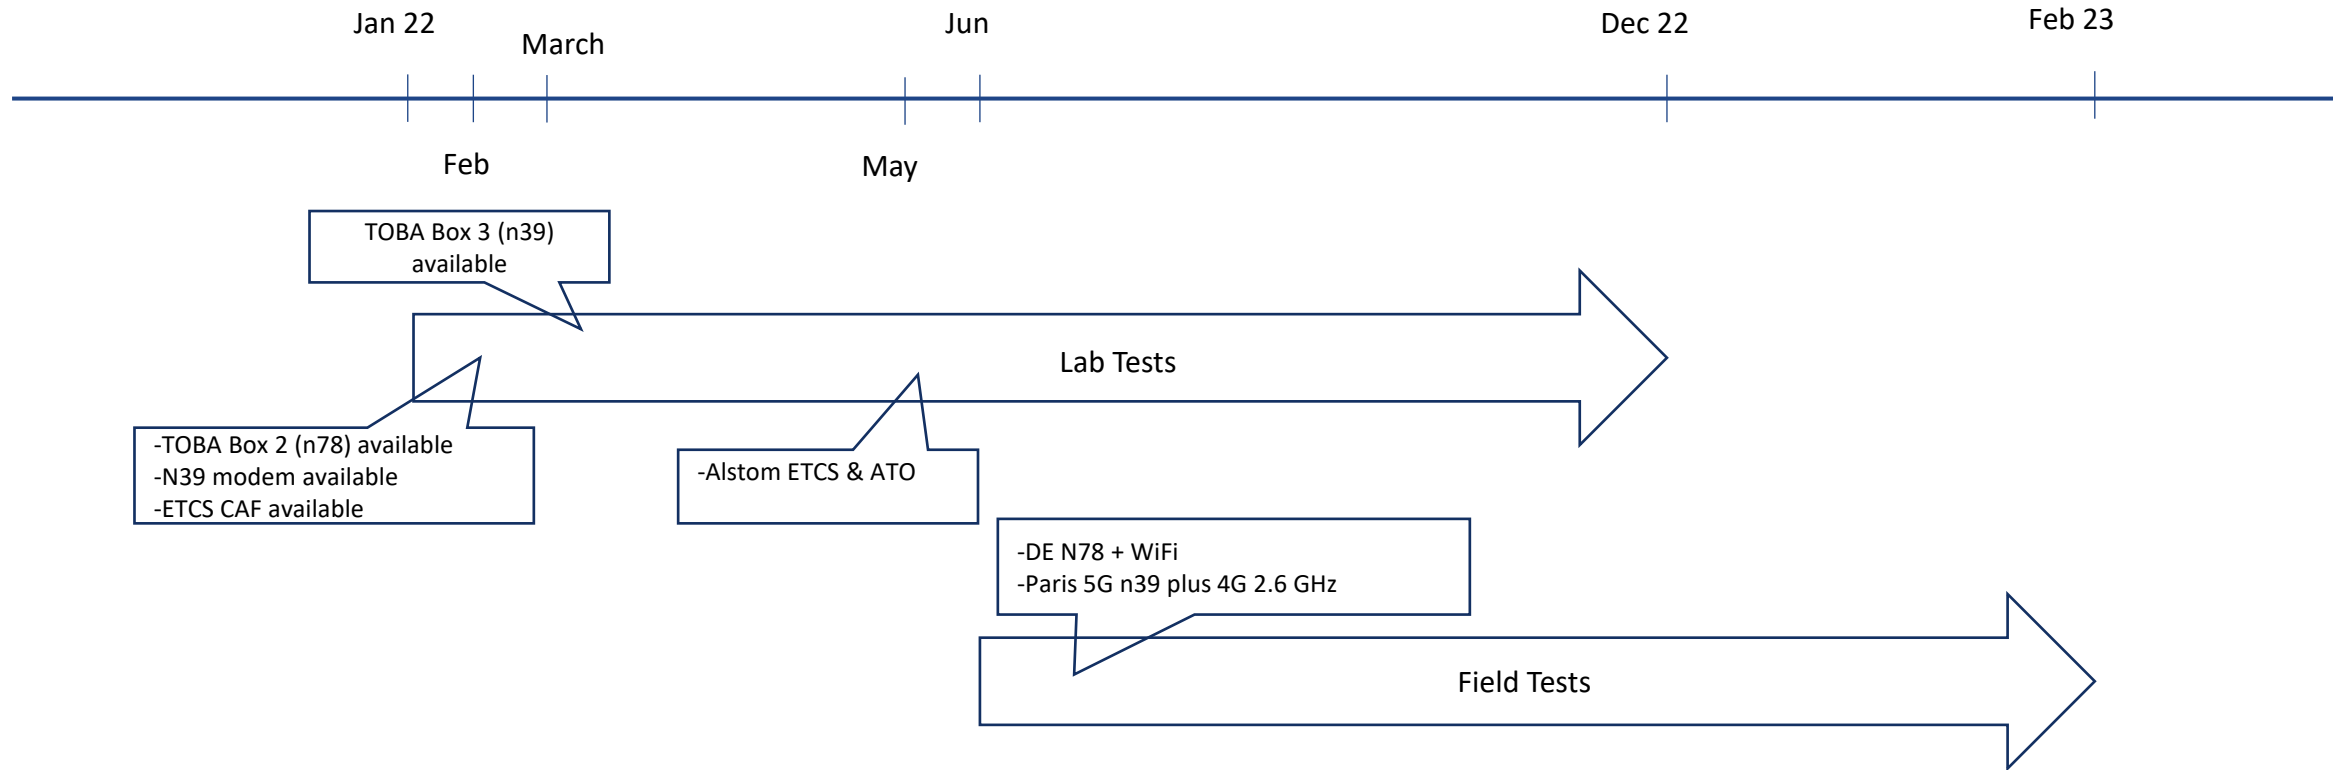 Jan 22
March
Jun
Dec 22
Feb 23
Feb
May
TOBA Box 3 (n39)
available
Lab Tests
-TOBA Box 2 (n78) available
-N39 modem available
-ETCS CAF available
-Alstom ETCS & ATO
-DE N78 + WiFi
-Paris 5G n39 plus 4G 2.6 GHz
Field Tests